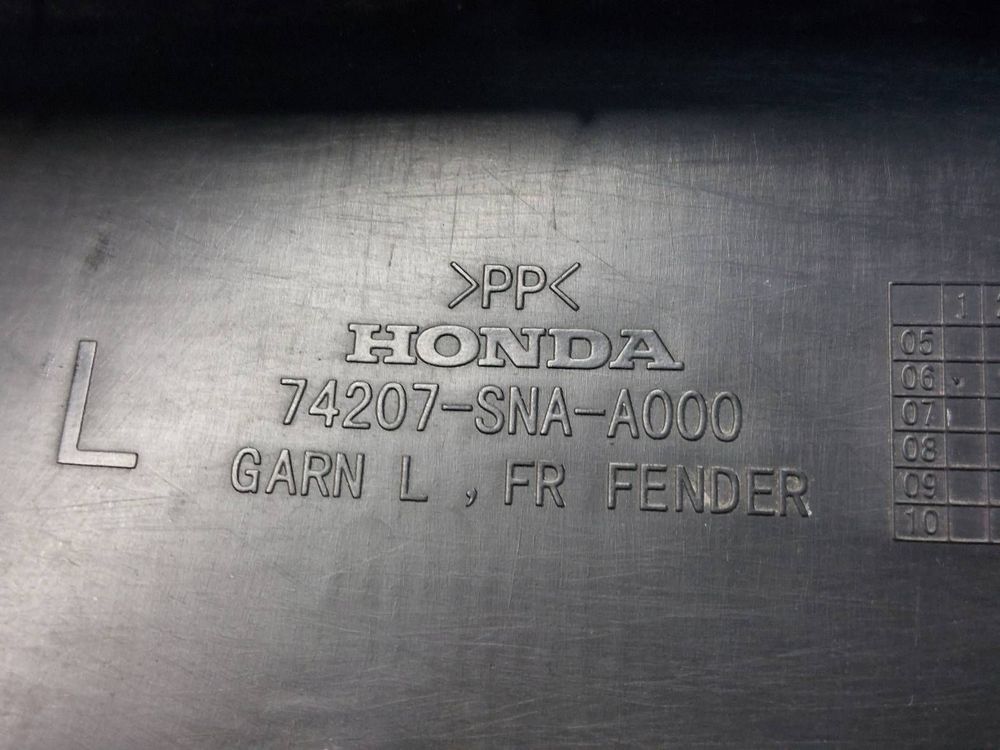 >PP<
HONDA
74207-SNA-A000
GARN L , FR FENDER
L
1
05
06
07
08
09
10